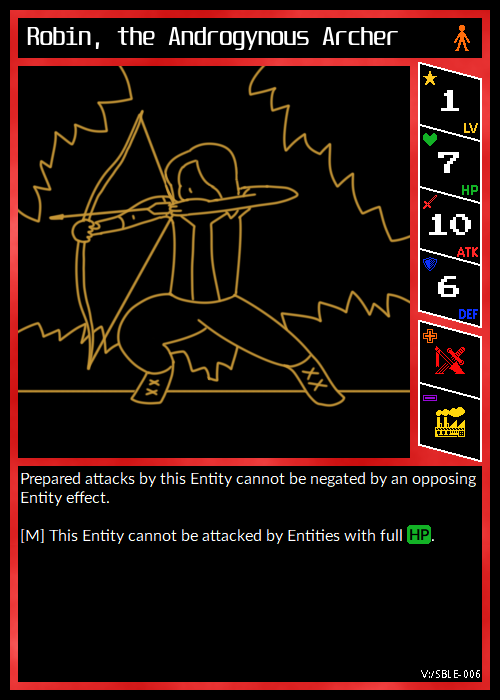 Robin, the Androgynous Archer
1
LV
7
HP
10
ATK
6
DEF
Prepared attacks by this Entity cannot be negated by an opposing
Entity effect.
[M] This Entity cannot be attacked by Entities with full HP.
V:/SBLE-006